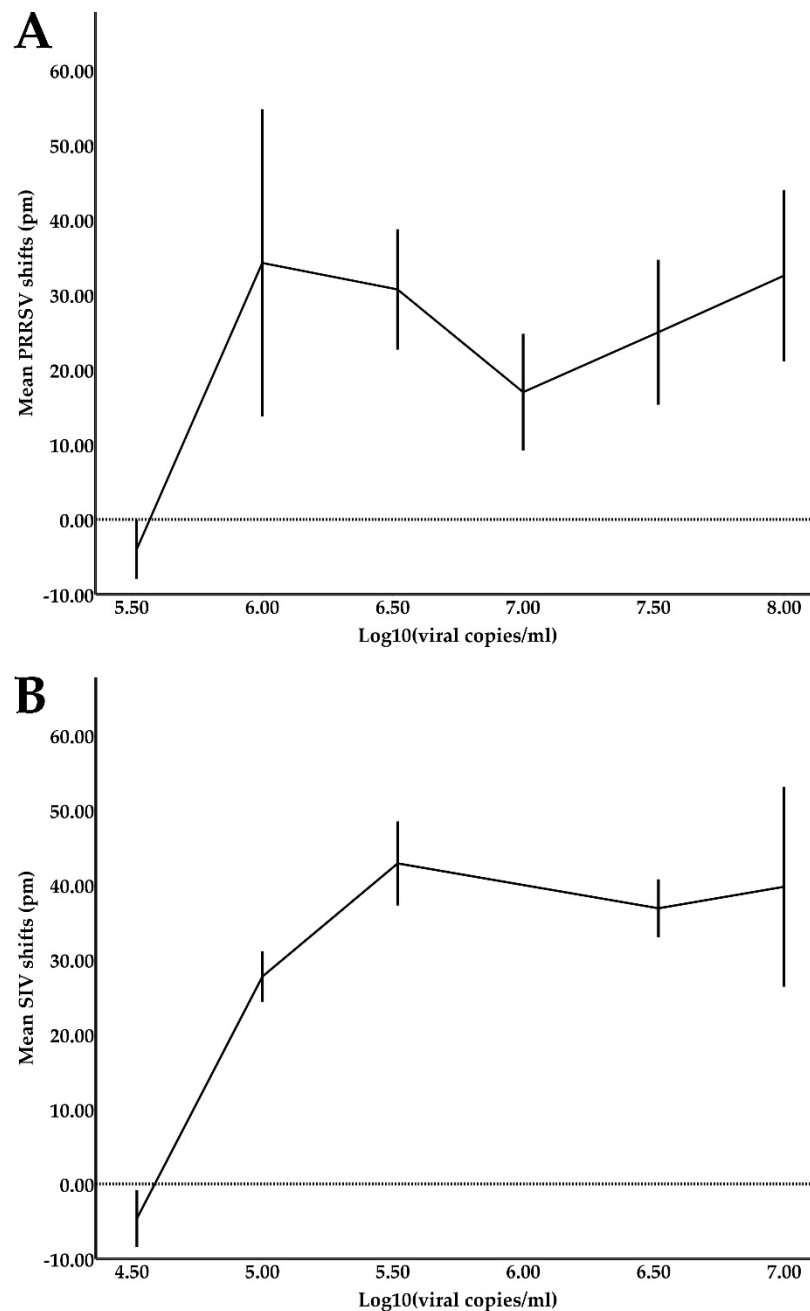 A
60.00
50.00
40.00
30.00
20.00
10.00
0.00
-10.00
Mean PRRSV shifts (pm)
5.50 6.00 6.50 7.00 7.50 8.00
Log10(viral copies/ml)
B
60.00
50.00
40.00
30.00
20.00
10.00
0.00
-10.00
Mean SIV shifts (pm)
4.50 5.00 5.50 6.00 6.50 7.00
Log10(viral copies/ml)